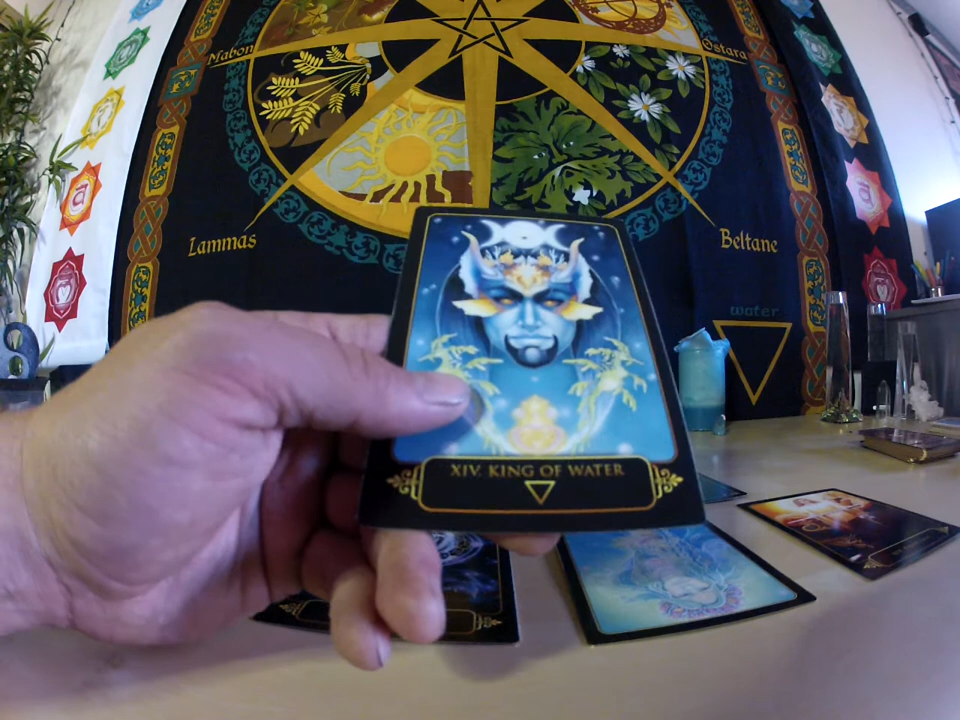 Mabon
Ostara
Lammas
Beltane
water
XIV. KING OF WATER